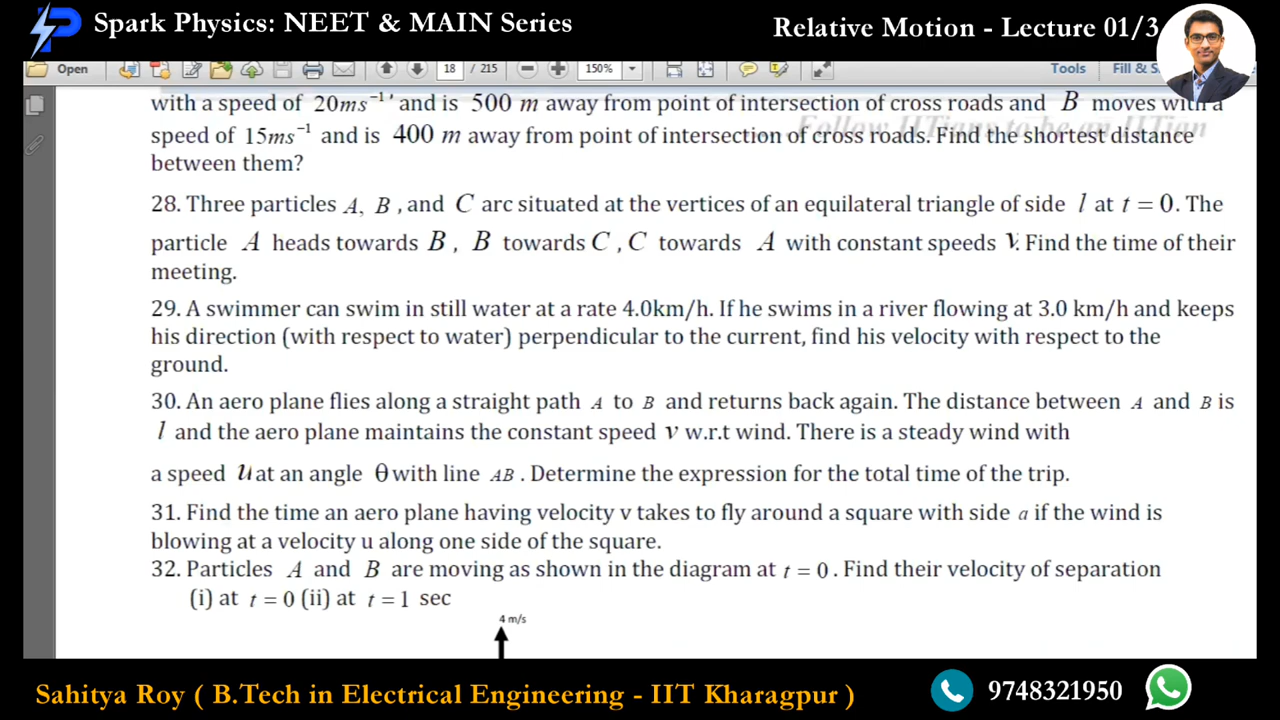 Spark Physics: NEET & MAIN Series
Relative Motion - Lecture 01/3
Open
18 / 215
150%
Tools
Fill & S
with a speed of 20ms⁻¹ and is 500 m away from point of intersection of cross roads and B moves with a
Follow IITians to be an IITian
speed of 15ms⁻¹ and is 400 m away from point of intersection of cross roads. Find the shortest distance
between them?
28. Three particles A, B , and C arc situated at the vertices of an equilateral triangle of side l at t = 0. The
particle A heads towards B , B towards C , C towards A with constant speeds V. Find the time of their
meeting.
29. A swimmer can swim in still water at a rate 4.0km/h. If he swims in a river flowing at 3.0 km/h and keeps
his direction (with respect to water) perpendicular to the current, find his velocity with respect to the
ground.
30. An aero plane flies along a straight path A to B and returns back again. The distance between A and B is
l and the aero plane maintains the constant speed v w.r.t wind. There is a steady wind with
a speed u at an angle θ with line AB . Determine the expression for the total time of the trip.
31. Find the time an aero plane having velocity v takes to fly around a square with side a if the wind is
blowing at a velocity u along one side of the square.
32. Particles A and B are moving as shown in the diagram at t = 0. Find their velocity of separation
(i) at t = 0 (ii) at t = 1 sec
4 m/s
Sahitya Roy ( B.Tech in Electrical Engineering - IIT Kharagpur )
9748321950